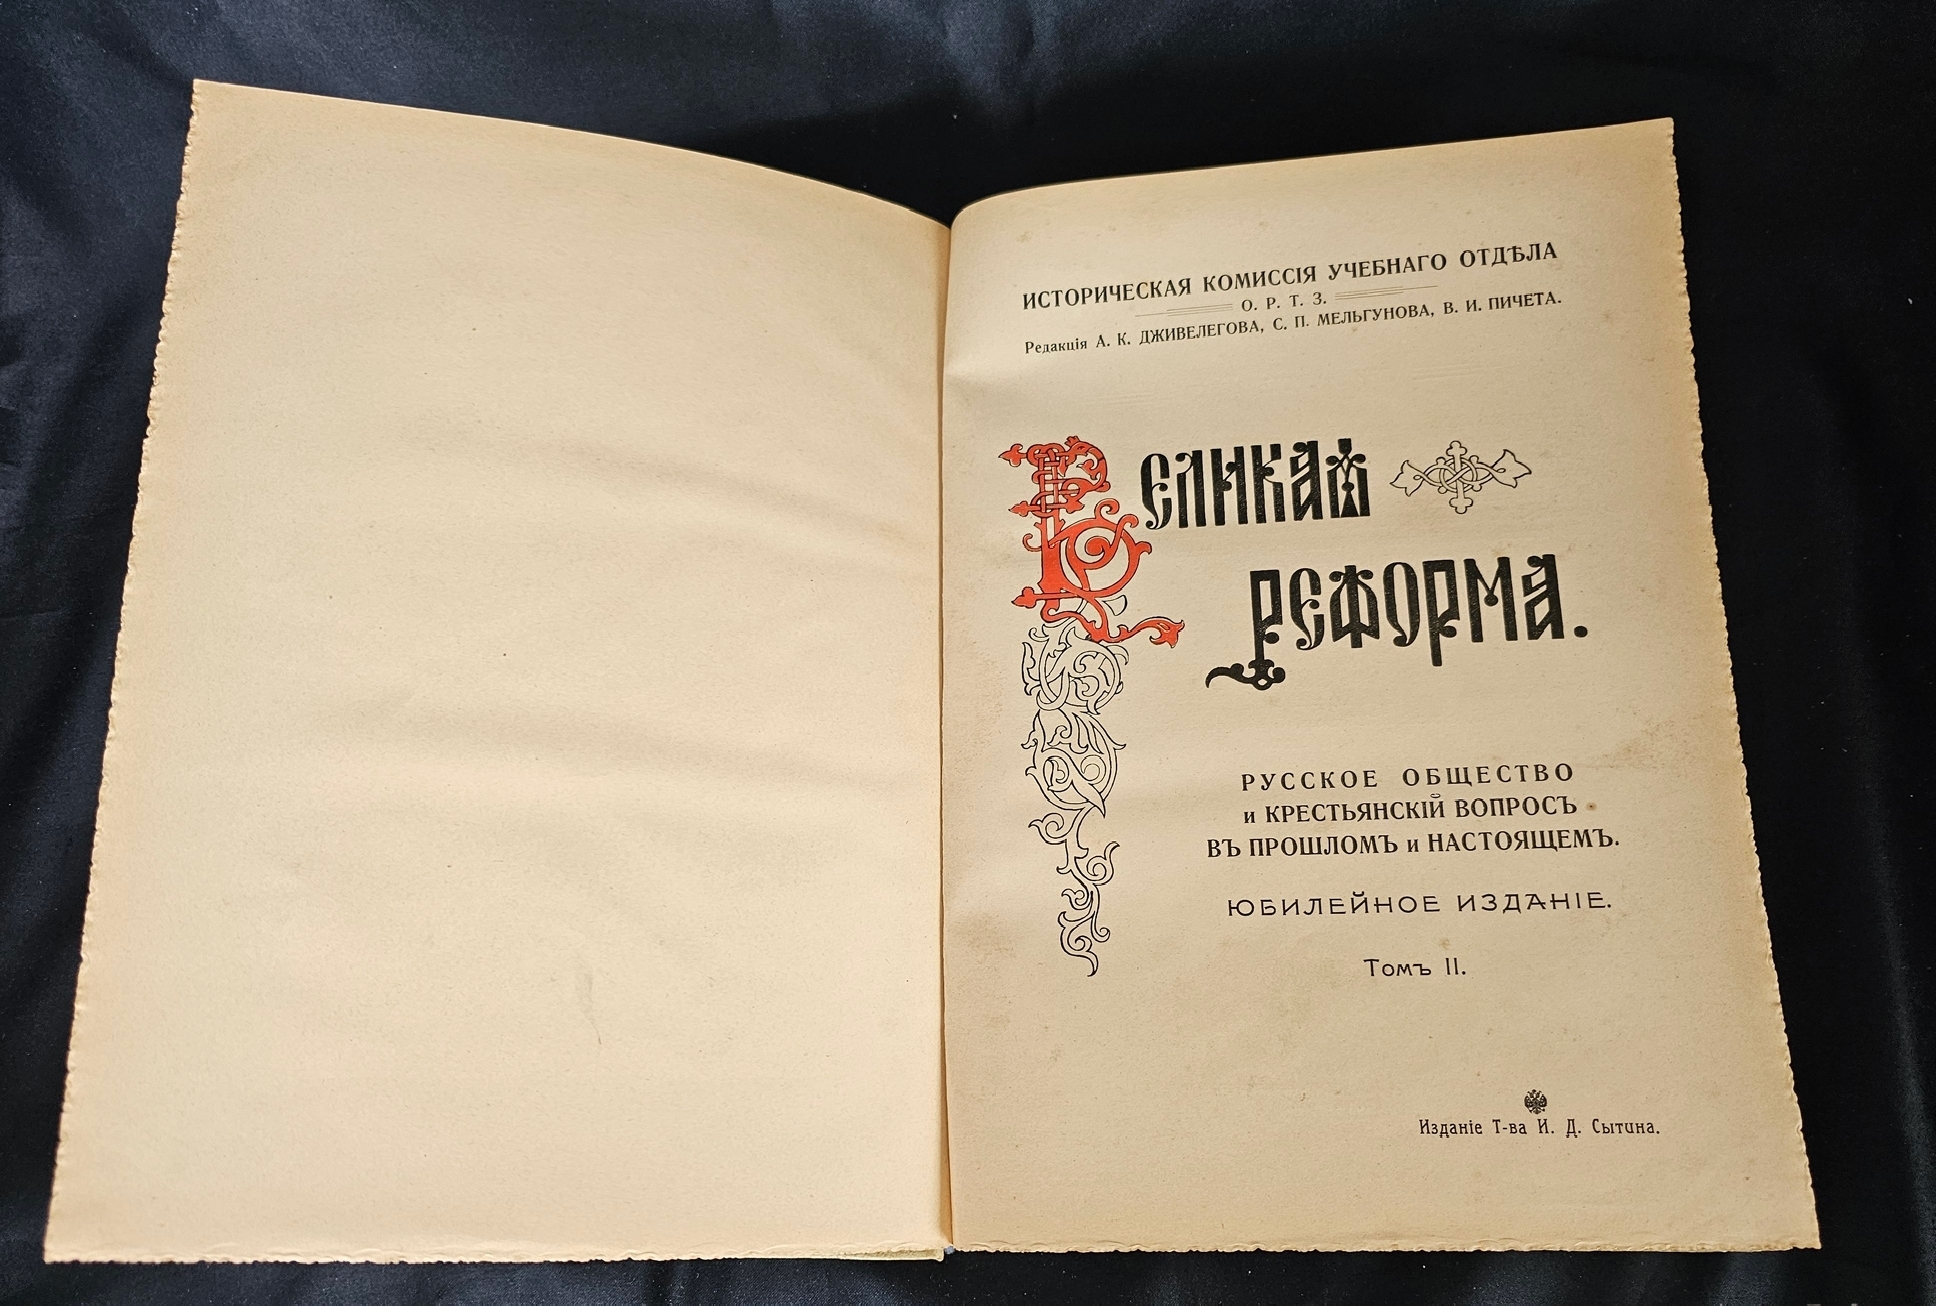 ИСТОРИЧЕСКАЯ КОМИССІЯ УЧЕБНАГО ОТДѢЛА
О. Р. Т. З.
Редакція А. К. ДЖИВЕЛЕГОВА, С. П. МЕЛЬГУНОВА, В. И. ПИЧЕТА.
Великая
реформа.
РУССКОЕ ОБЩЕСТВО
и КРЕСТЬЯНСКІЙ ВОПРОСЪ
ВЪ ПРОШЛОМЪ и НАСТОЯЩЕМЪ.
ЮБИЛЕЙНОЕ ИЗДАНІЕ.
Томъ II.
Изданіе Т-ва И. Д. Сытина.